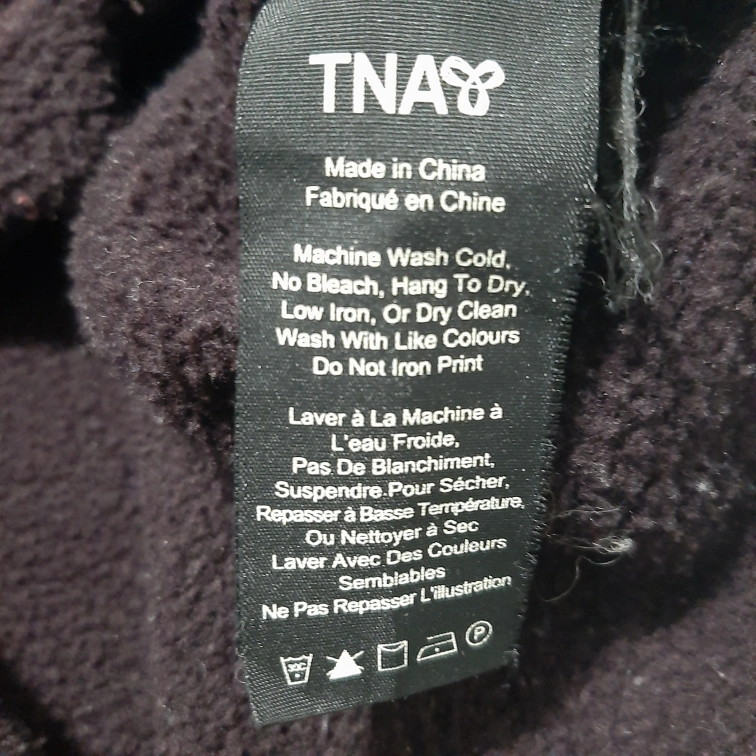 TNA
Made in China
Fabriqué en Chine
Machine Wash Cold,
No Bleach, Hang To Dry,
Low Iron, Or Dry Clean
Wash With Like Colours
Do Not Iron Print
Laver à La Machine à
L'eau Froide,
Pas De Blanchiment,
Suspendre Pour Sécher,
Repasser à Basse Température,
Ou Nettoyer à Sec
Laver Avec Des Couleurs
Semblables
Ne Pas Repasser L'illustration
30C P